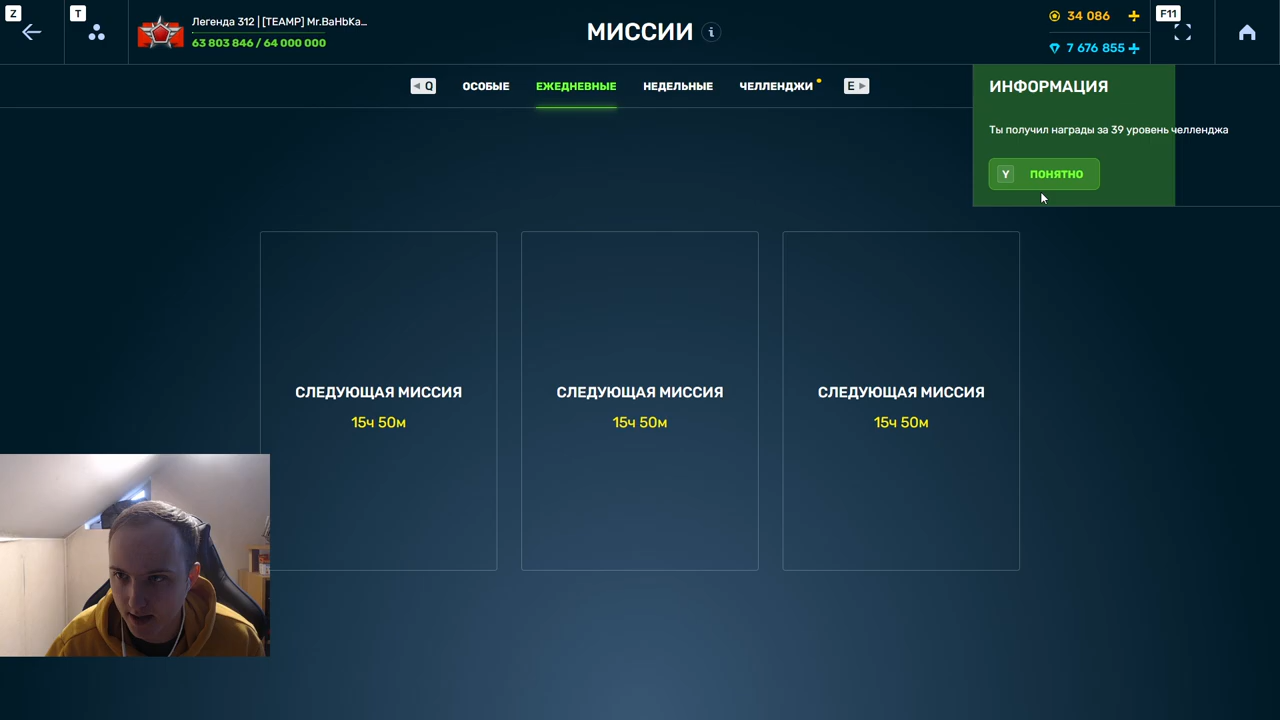 Z
T
Легенда 312 | [TEAMP] Mr.BaHbKa...
63 803 846 / 64 000 000
МИССИИ
i
34 086
7 676 855
F11
Q
ОСОБЫЕ
ЕЖЕДНЕВНЫЕ
НЕДЕЛЬНЫЕ
ЧЕЛЛЕНДЖИ
E
ИНФОРМАЦИЯ
Ты получил награды за 39 уровень челленджа
Y ПОНЯТНО
СЛЕДУЮЩАЯ МИССИЯ
15ч 50м
СЛЕДУЮЩАЯ МИССИЯ
15ч 50м
СЛЕДУЮЩАЯ МИССИЯ
15ч 50м